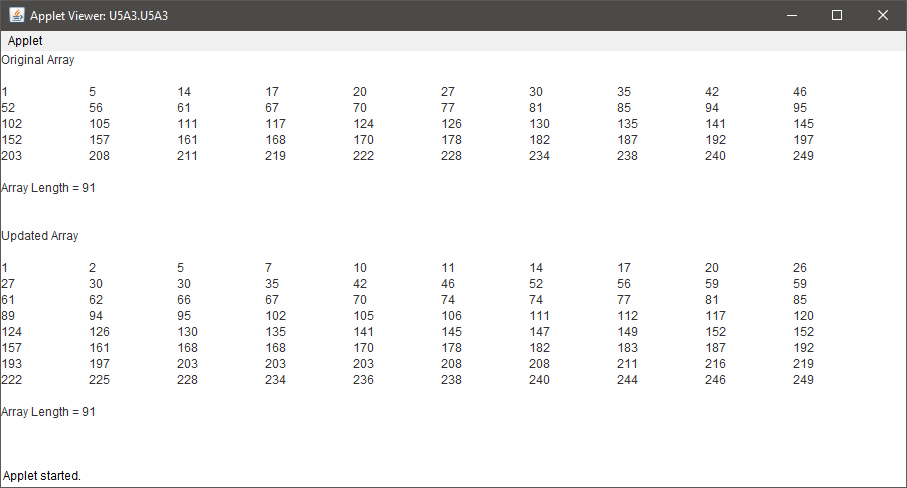 Applet Viewer: U5A3.U5A3
Applet
Original Array
1 5 14 17 20 27 30 35 42 46
52 56 61 67 70 77 81 85 94 95
102 105 111 117 124 126 130 135 141 145
152 157 161 168 170 178 182 187 192 197
203 208 211 219 222 228 234 238 240 249
Array Length = 91
Updated Array
1 2 5 7 10 11 14 17 20 26
27 30 30 35 42 46 52 56 59 59
61 62 66 67 70 74 74 77 81 85
89 94 95 102 105 106 111 112 117 120
124 126 130 135 141 145 147 149 152 152
157 161 168 168 170 178 182 183 187 192
193 197 203 203 203 208 208 211 216 219
222 225 228 234 236 238 240 244 246 249
Array Length = 91
Applet started.